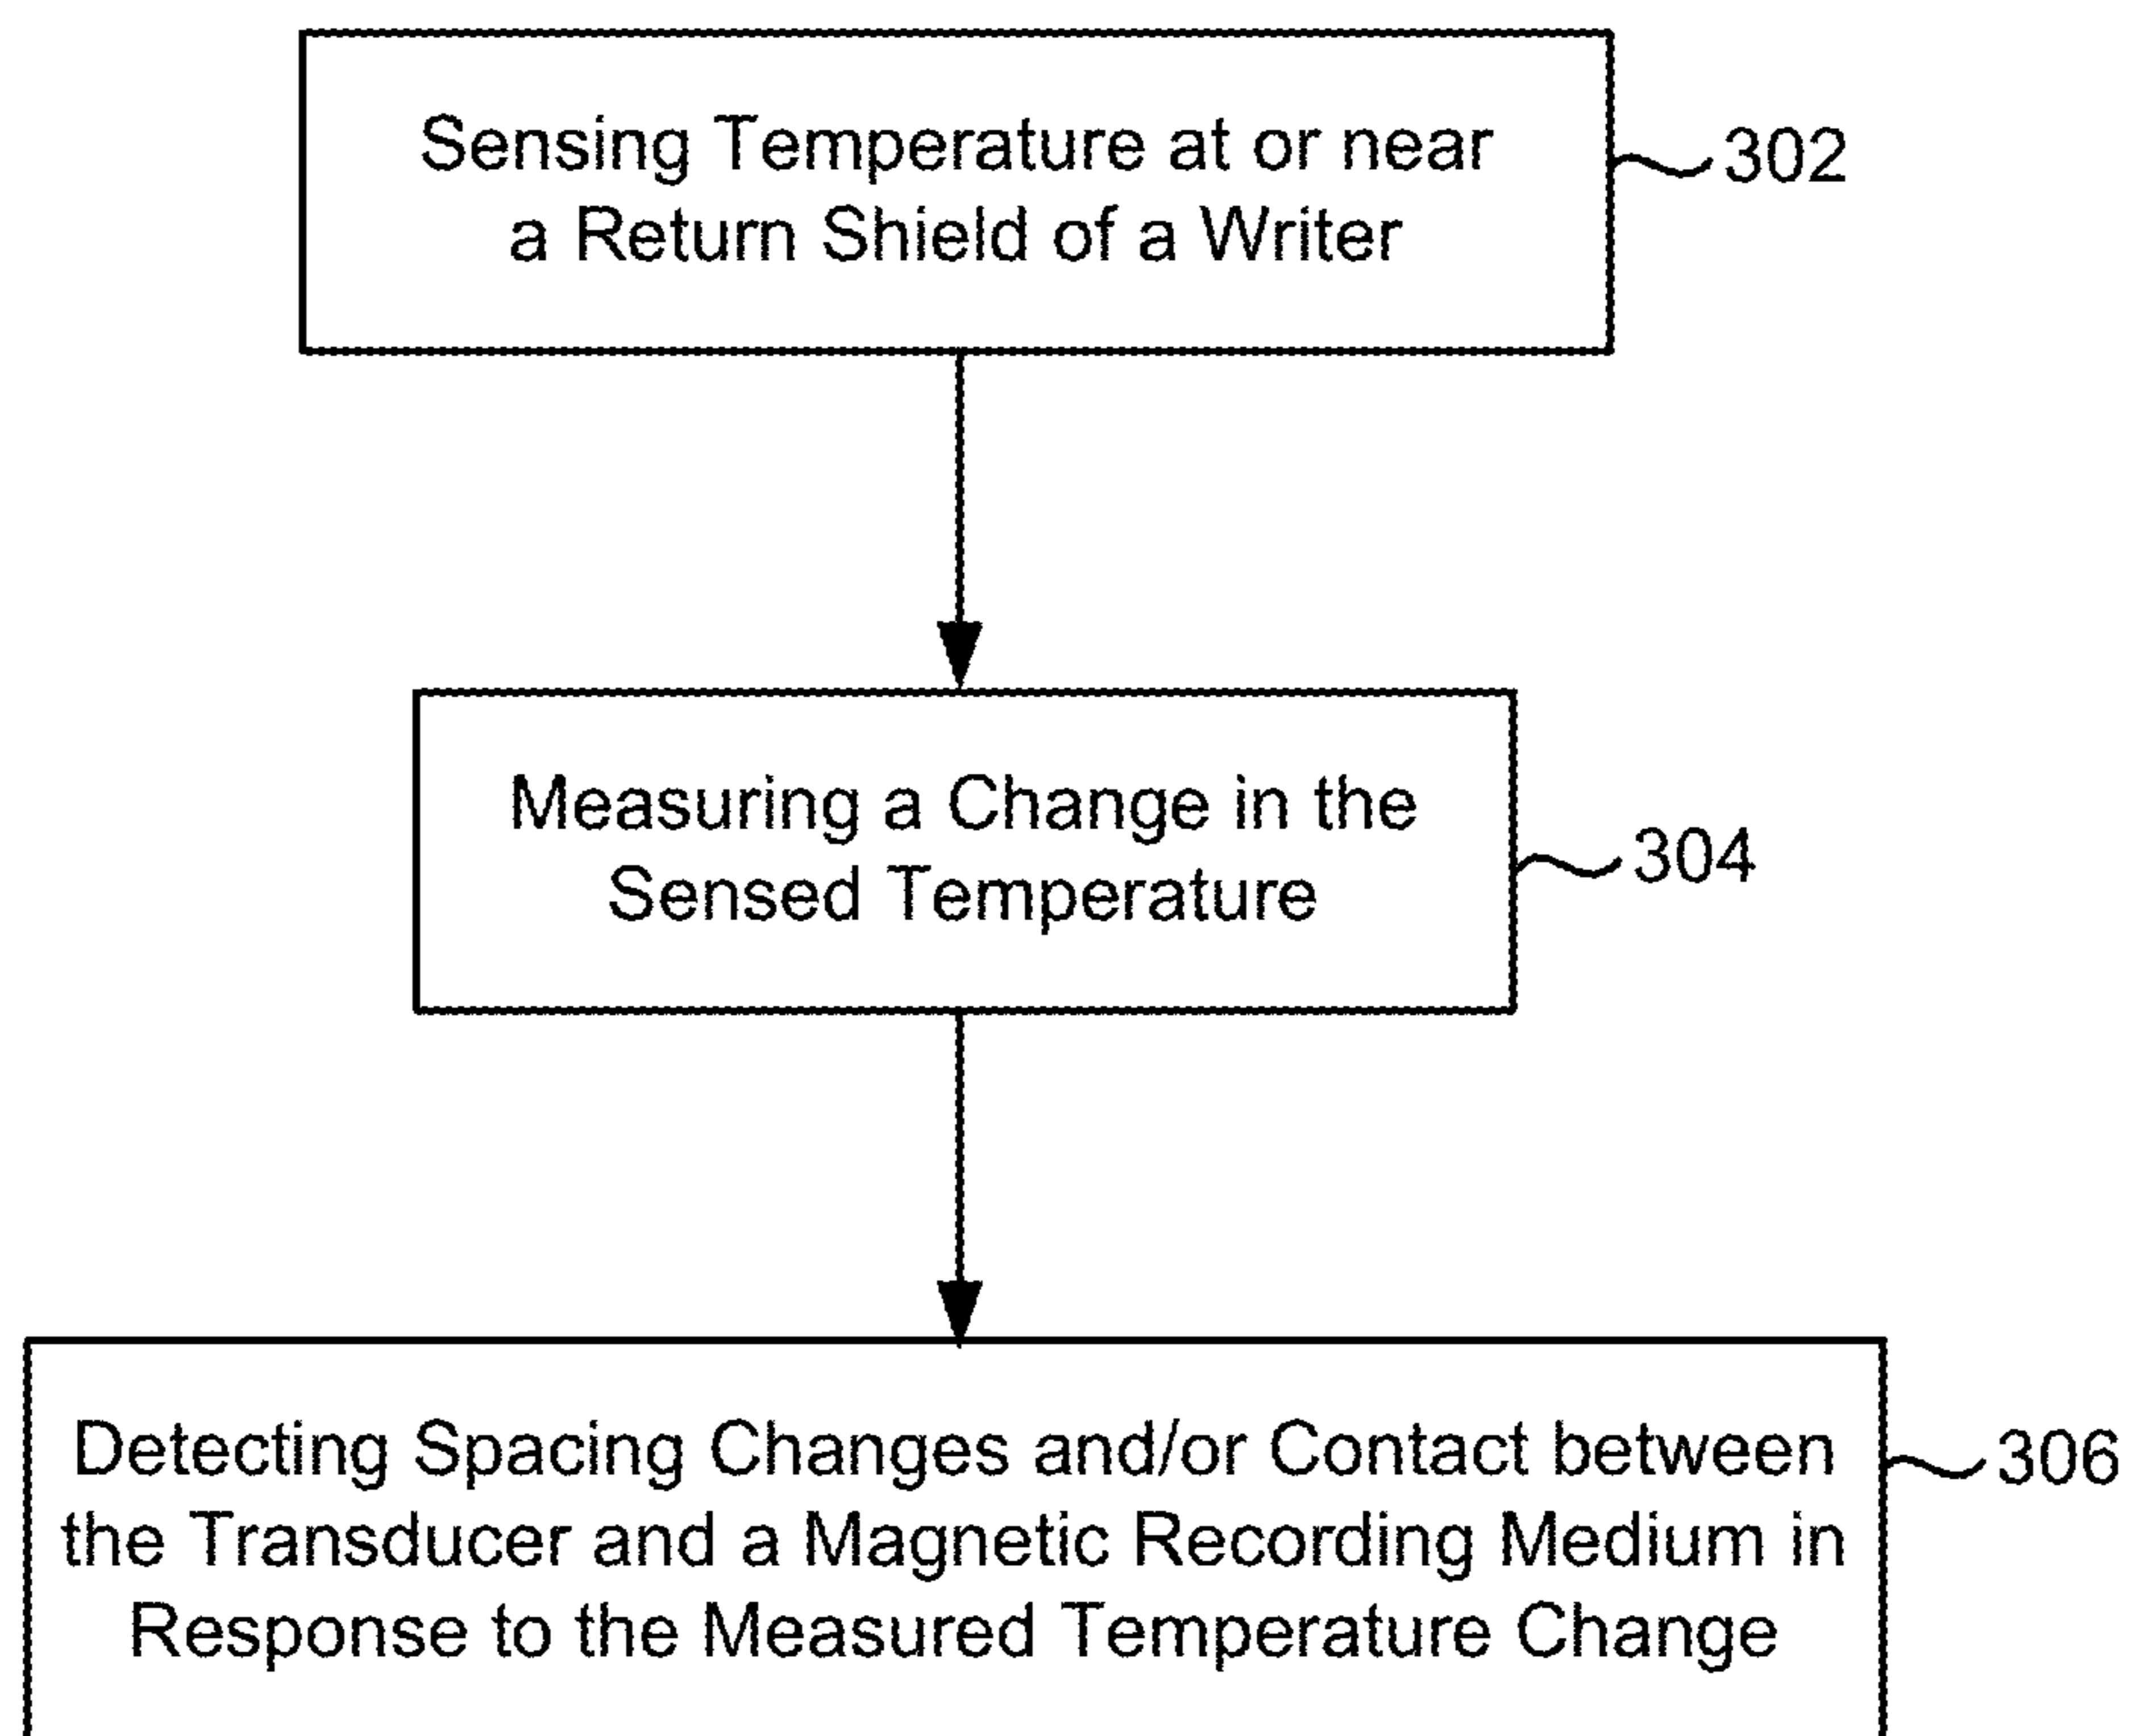 Sensing Temperature at or near
a Return Shield of a Writer
302
Measuring a Change in the
Sensed Temperature
304
Detecting Spacing Changes and/or Contact between
the Transducer and a Magnetic Recording Medium in
Response to the Measured Temperature Change
306